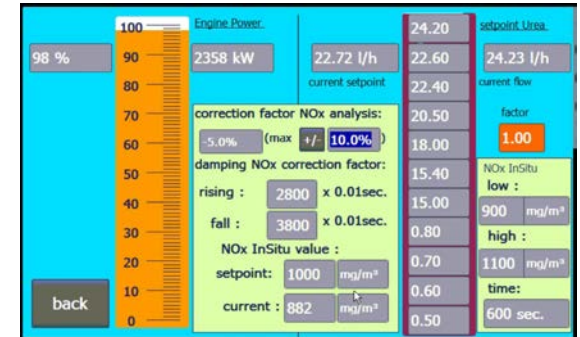 98 %
100
90
80
70
60
50
40
30
20
10
0
back
Engine Power
2358 kW
22.72 l/h
current setpoint
correction factor NOx analysis:
-5.0% (max +/- 10.0% )
damping NOx correction factor:
rising : 2800 x 0.01sec.
fall : 3800 x 0.01sec.
NOx InSitu value :
setpoint: 1000 mg/m³
current : 882 mg/m³
24.20
22.60
22.40
20.50
18.00
15.40
15.00
0.80
0.70
0.60
0.50
setpoint Urea
24.23 l/h
current flow
factor
1.00
NOx InSitu
low :
900 mg/m³
high :
1100 mg/m³
time:
600 sec.